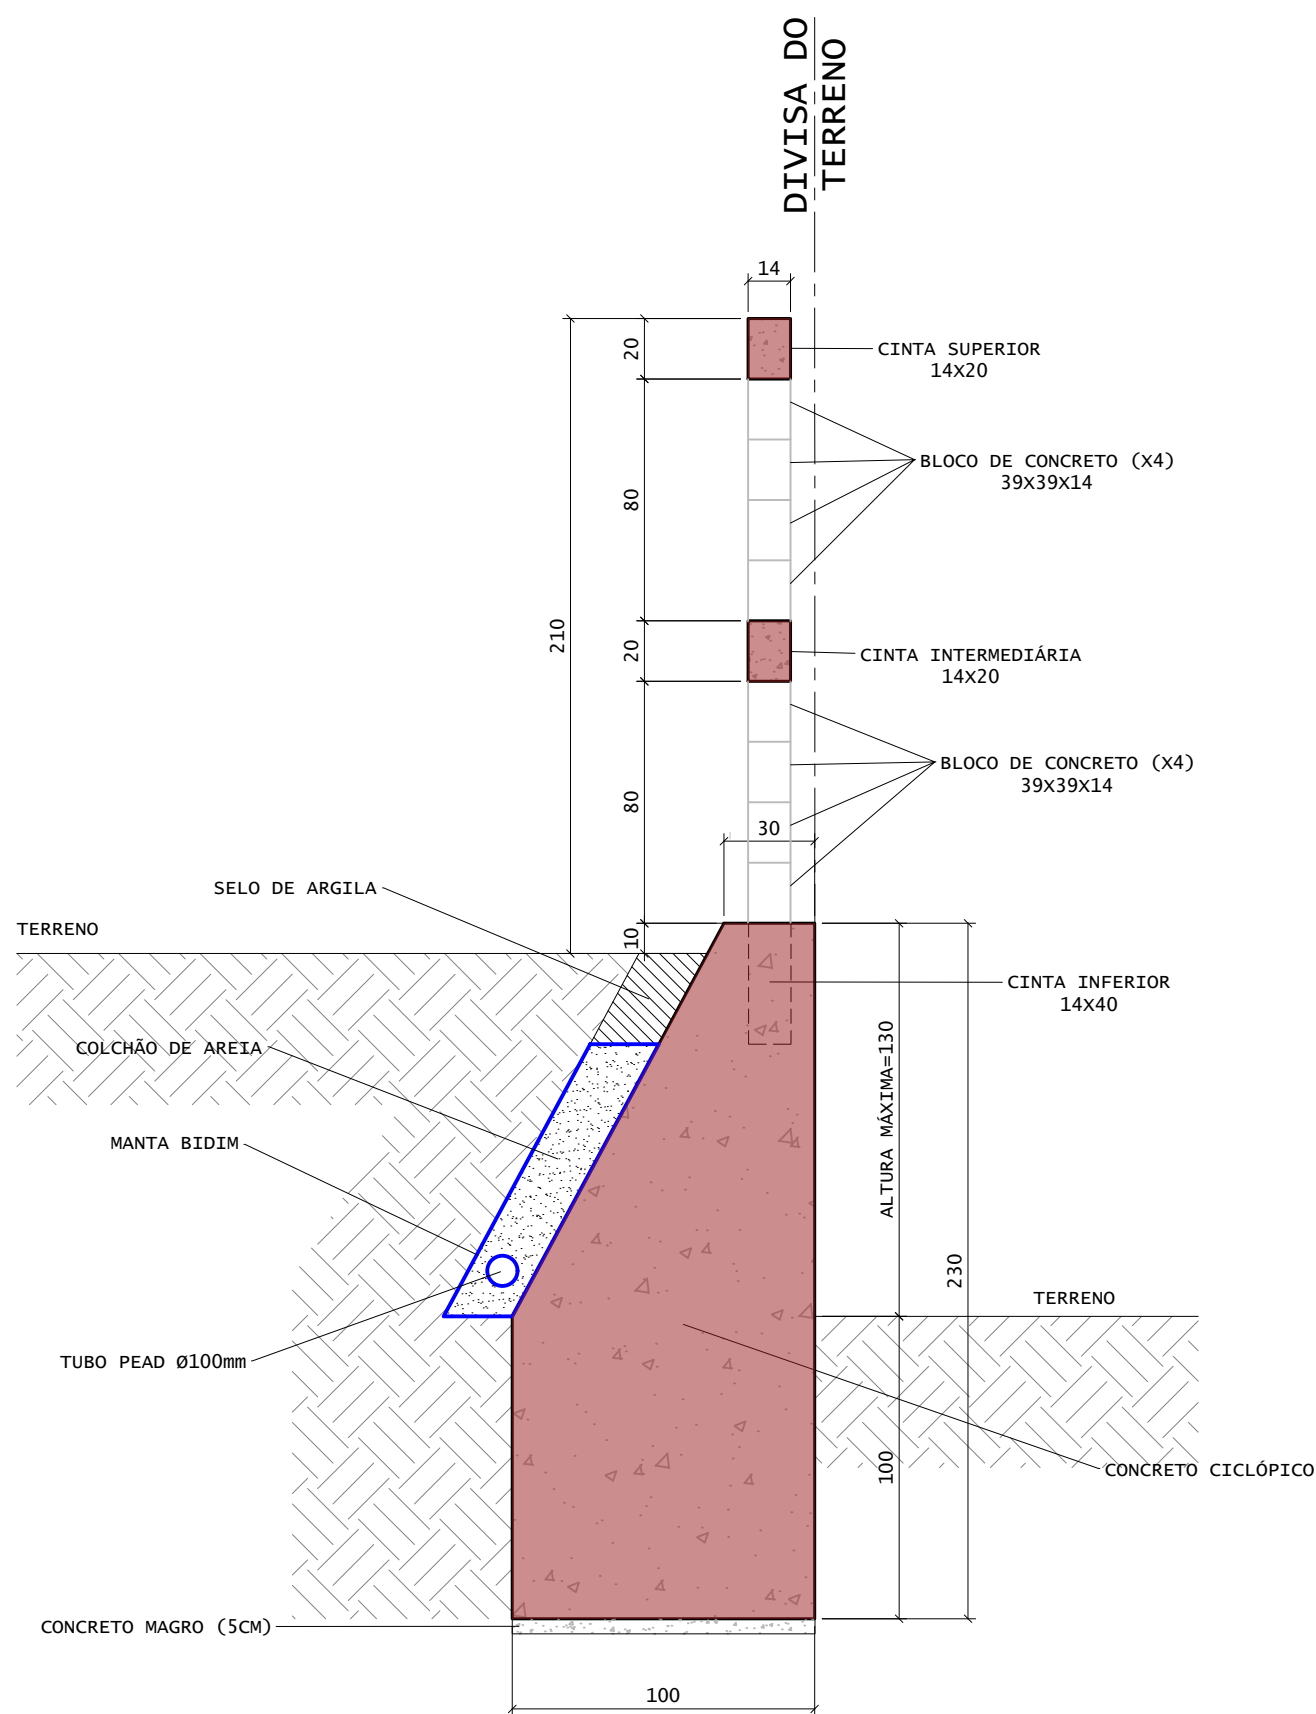 DIVISA DO
TERRENO
14
20
CINTA SUPERIOR
14X20
BLOCO DE CONCRETO (X4)
39X39X14
80
210
20
CINTA INTERMEDIÁRIA
14X20
BLOCO DE CONCRETO (X4)
39X39X14
80
30
SELO DE ARGILA
TERRENO
10
CINTA INFERIOR
14X40
COLCHÃO DE AREIA
ALTURA MÁXIMA=130
MANTA BIDIM
230
TERRENO
TUBO PEAD Ø100mm
100
CONCRETO CICLÓPICO
CONCRETO MAGRO (5CM)
100